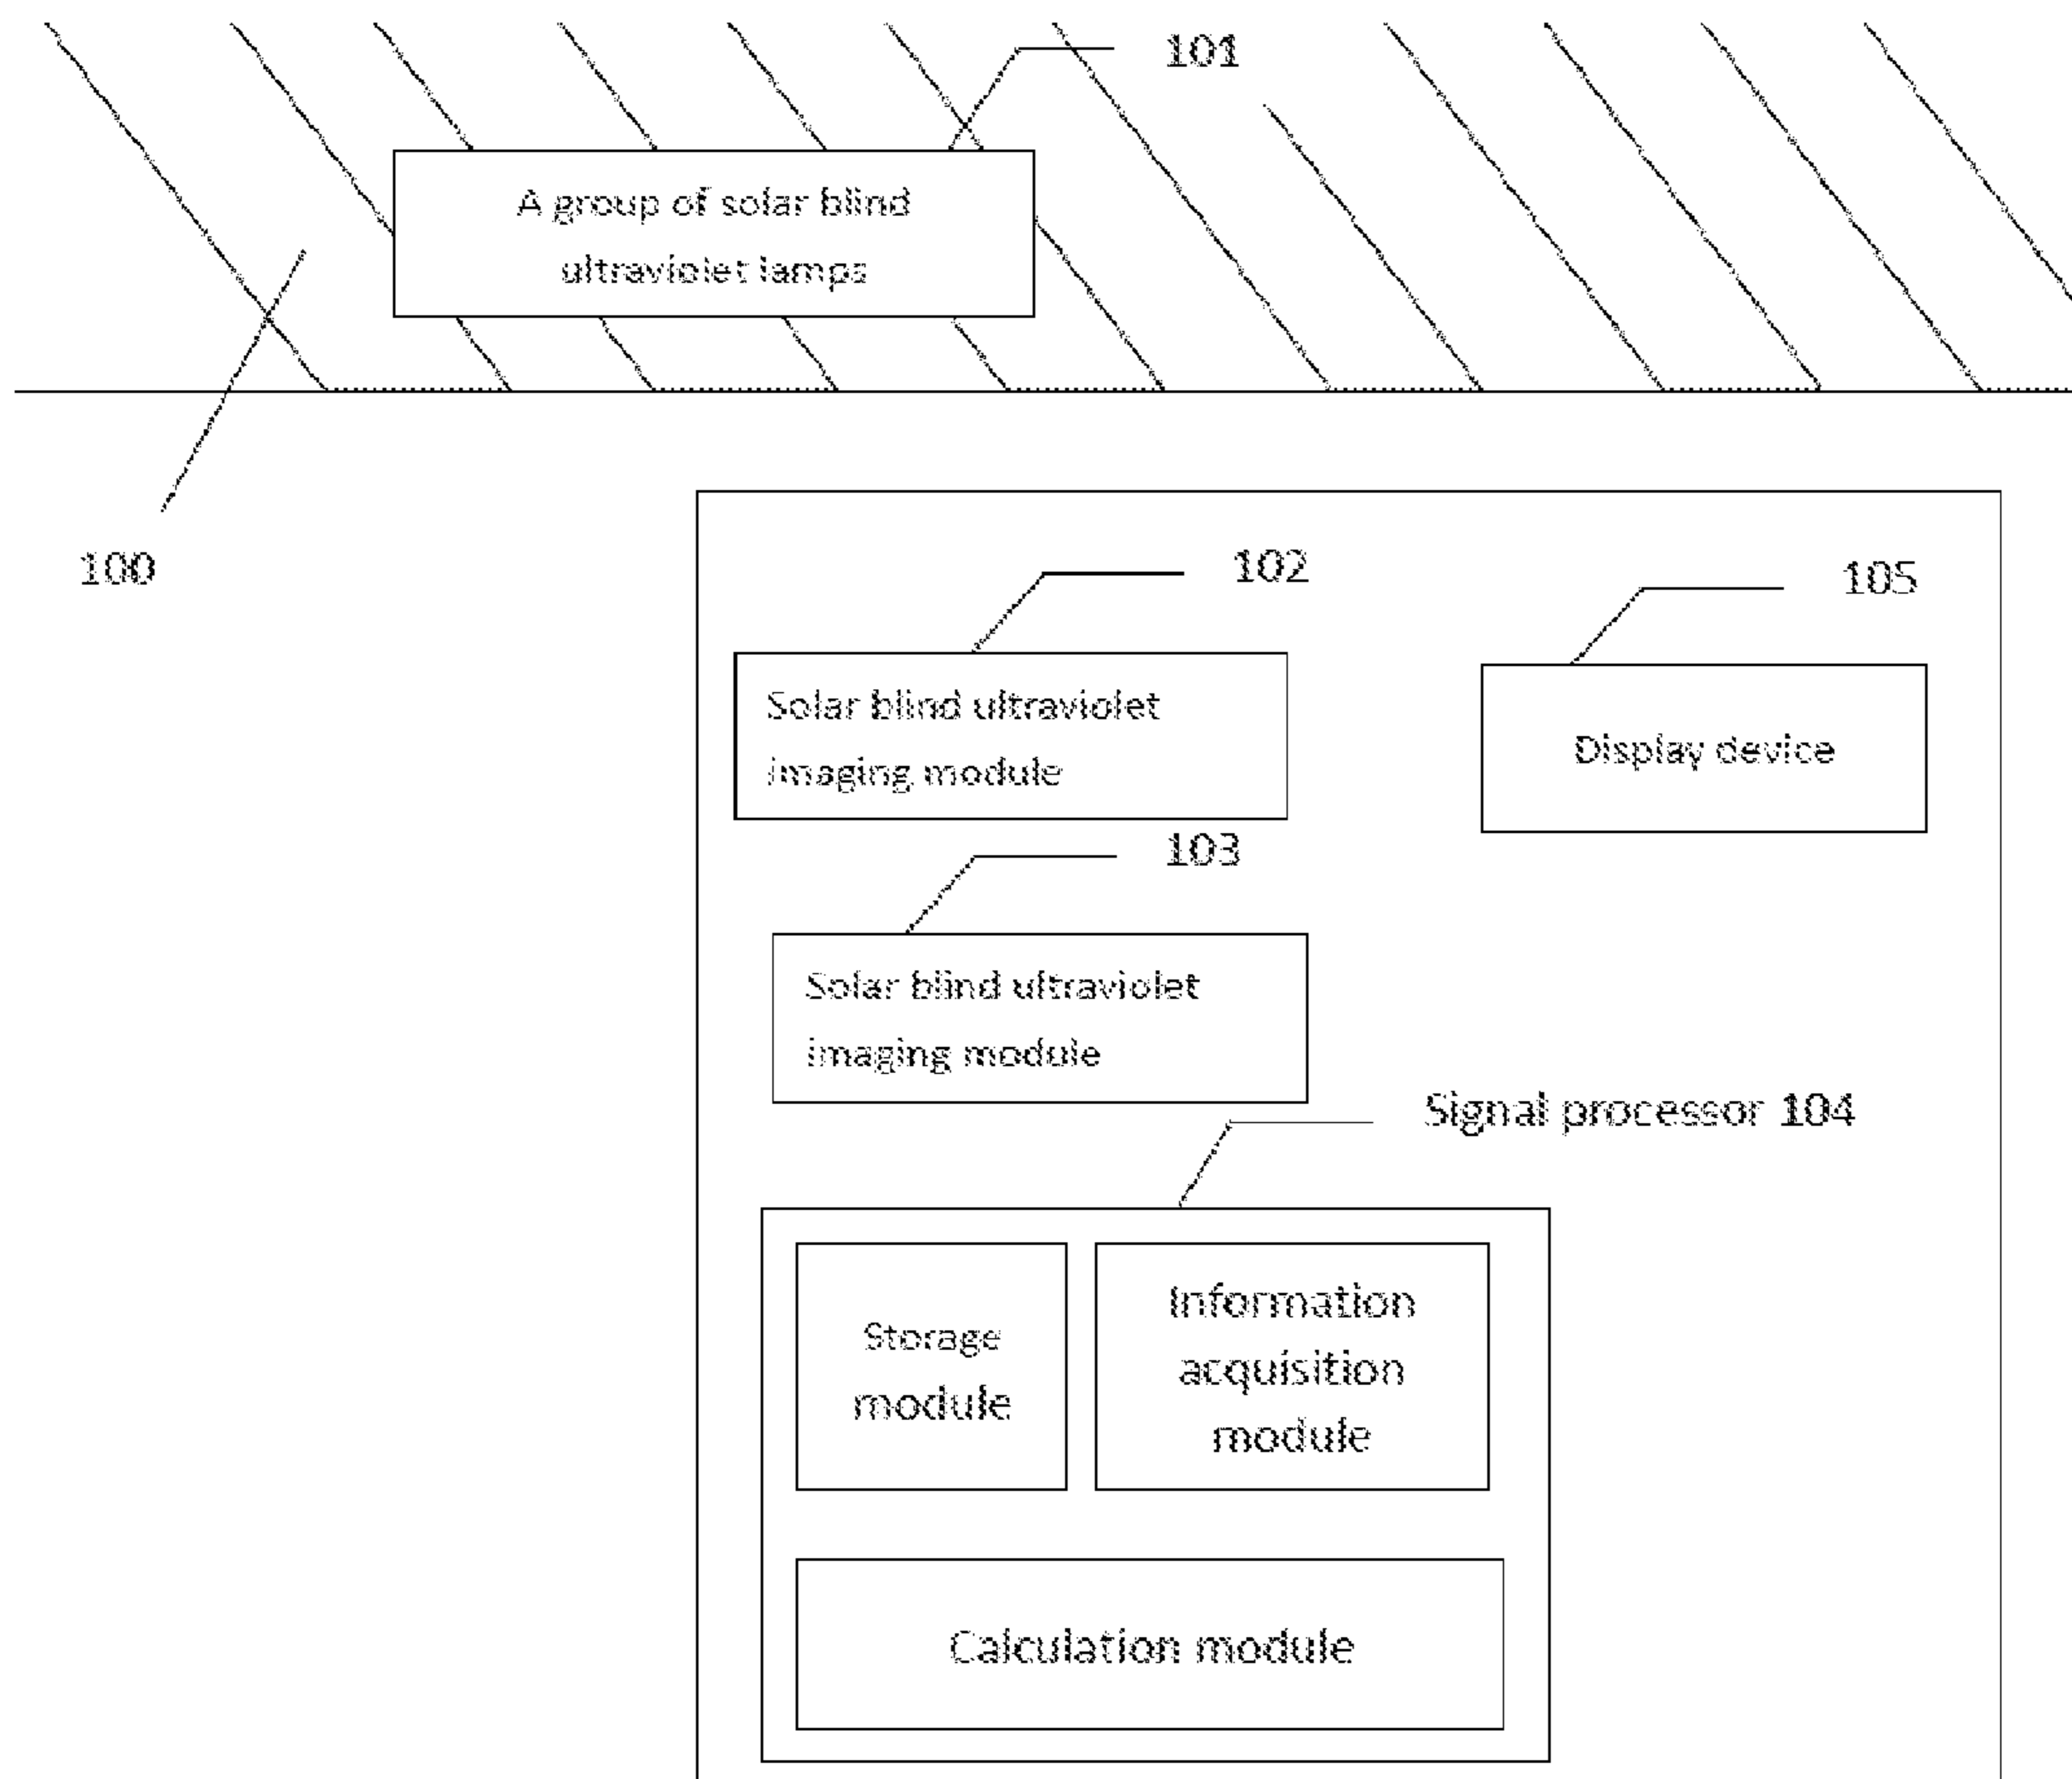 101
A group of solar blind
ultraviolet lamps
100
102
105
Solar blind ultraviolet
imaging module
Display device
103
Solar blind ultraviolet
imaging module
Signal processor 104
Storage
module
Information
acquisition
module
Calculation module